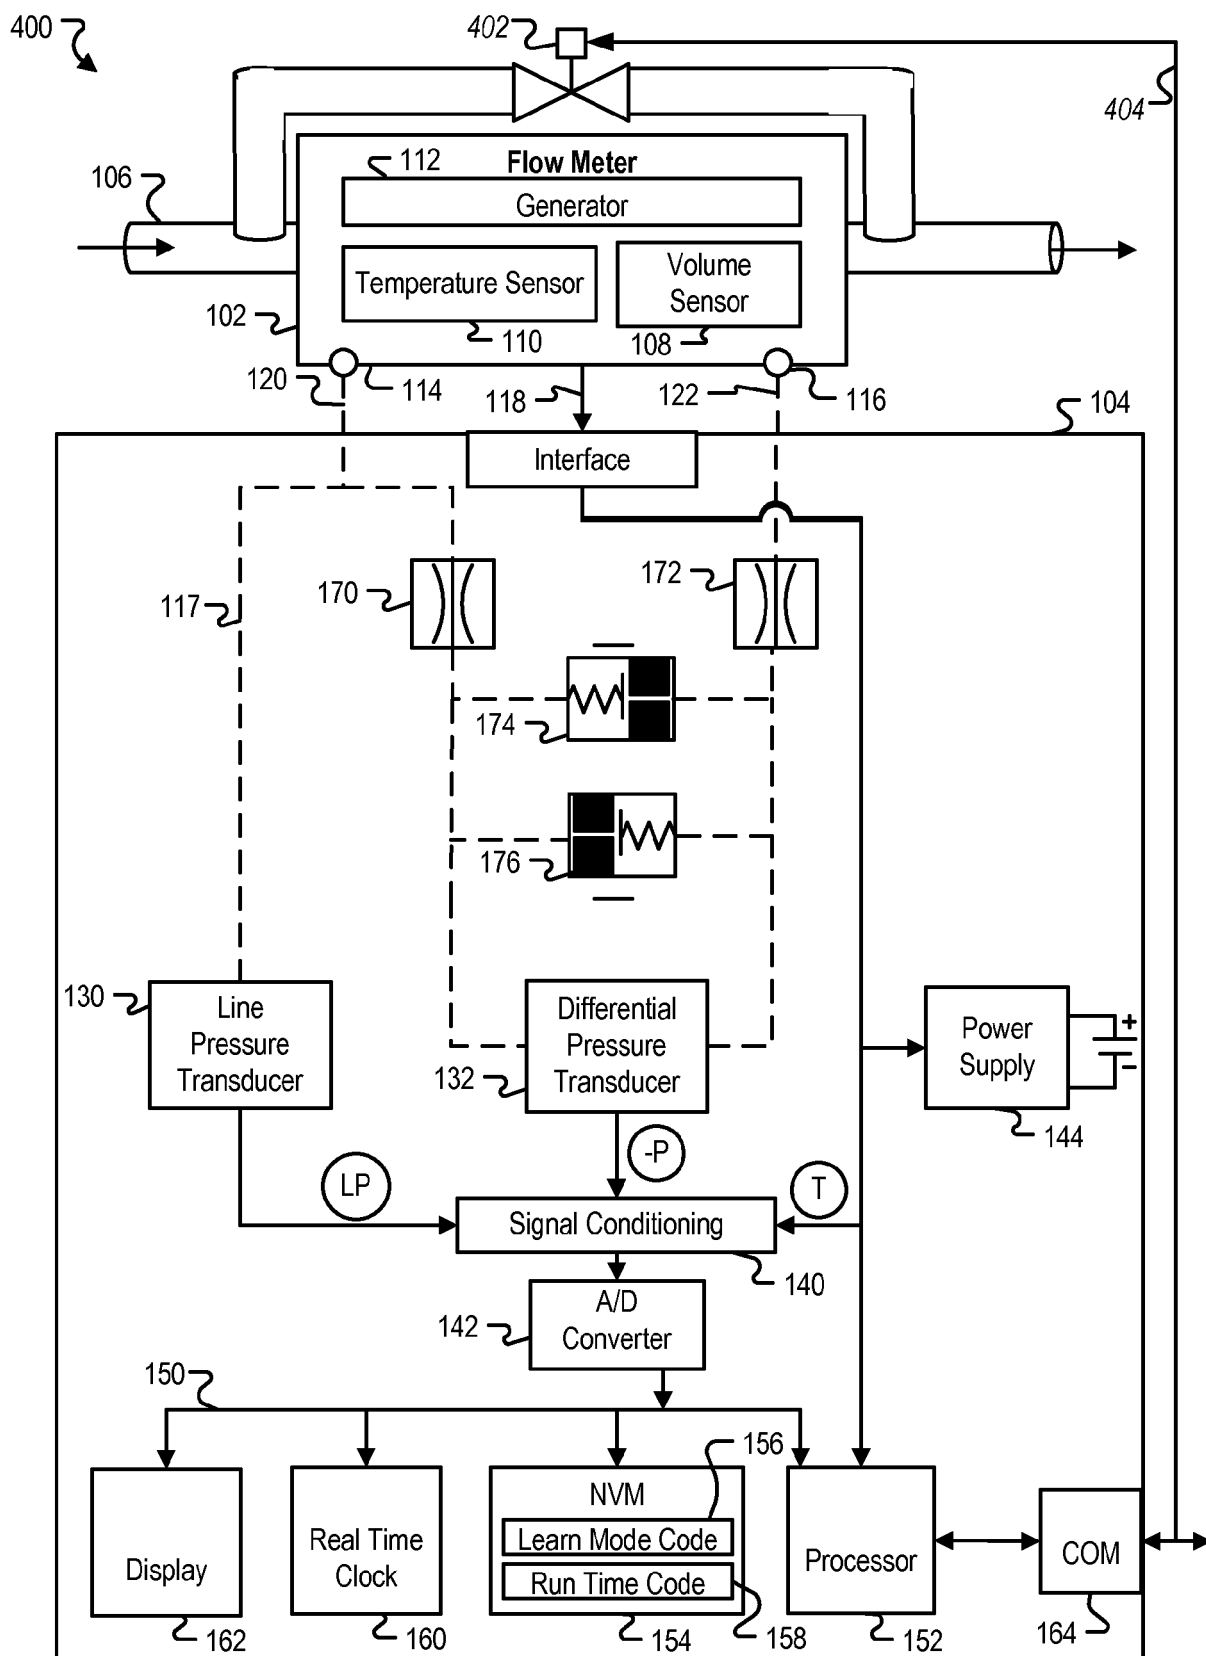 400
402
404
106
112
Flow Meter
Generator
Temperature Sensor
Volume
Sensor
102
110
108
120
114
118
122
116
104
Interface
117
170
172
174
176
130
Line
Pressure
Transducer
Differential
Pressure
Transducer
132
Power
Supply
+
-
144
LP
-P
T
Signal Conditioning
140
A/D
Converter
142
150
156
Display
Real Time
Clock
NVM
Learn Mode Code
Run Time Code
Processor
COM
162
160
154
158
152
164